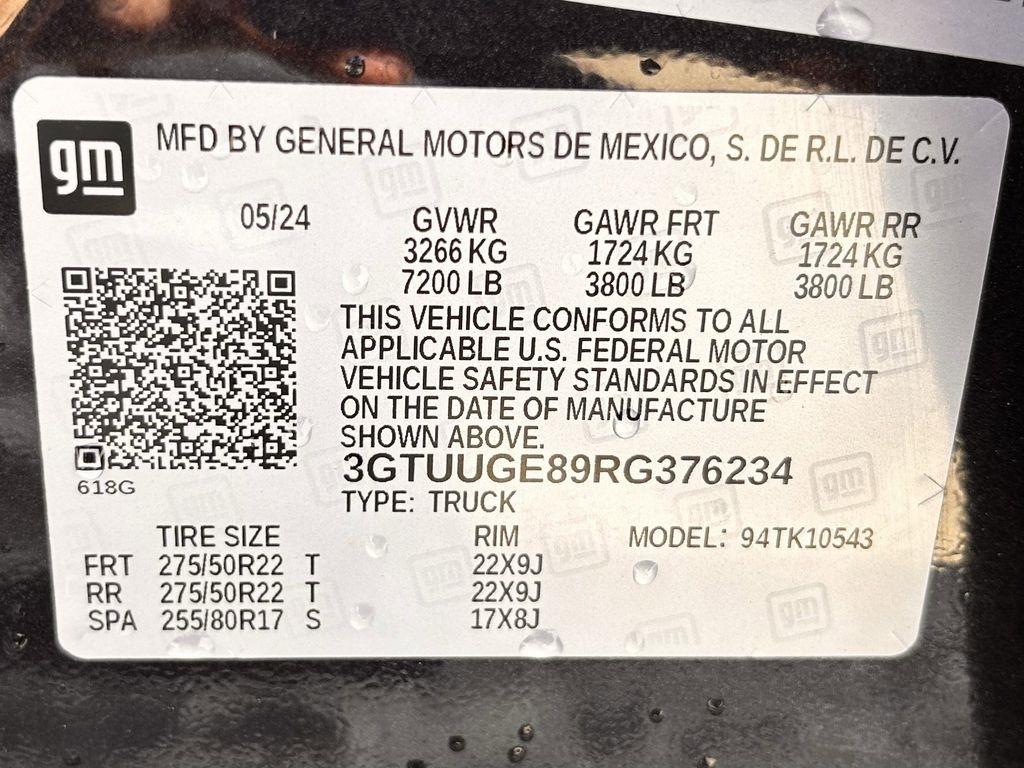 gm
MFD BY GENERAL MOTORS DE MEXICO, S. DE R.L. DE C.V.
05/24 GVWR GAWR FRT GAWR RR
3266 KG 1724 KG 1724 KG
7200 LB 3800 LB 3800 LB
THIS VEHICLE CONFORMS TO ALL
APPLICABLE U.S. FEDERAL MOTOR
VEHICLE SAFETY STANDARDS IN EFFECT
ON THE DATE OF MANUFACTURE
SHOWN ABOVE.
3GTUUGE89RG376234
618G
TYPE: TRUCK
TIRE SIZE RIM MODEL: 94TK10543
FRT 275/50R22 T 22X9J
RR 275/50R22 T 22X9J
SPA 255/80R17 S 17X8J